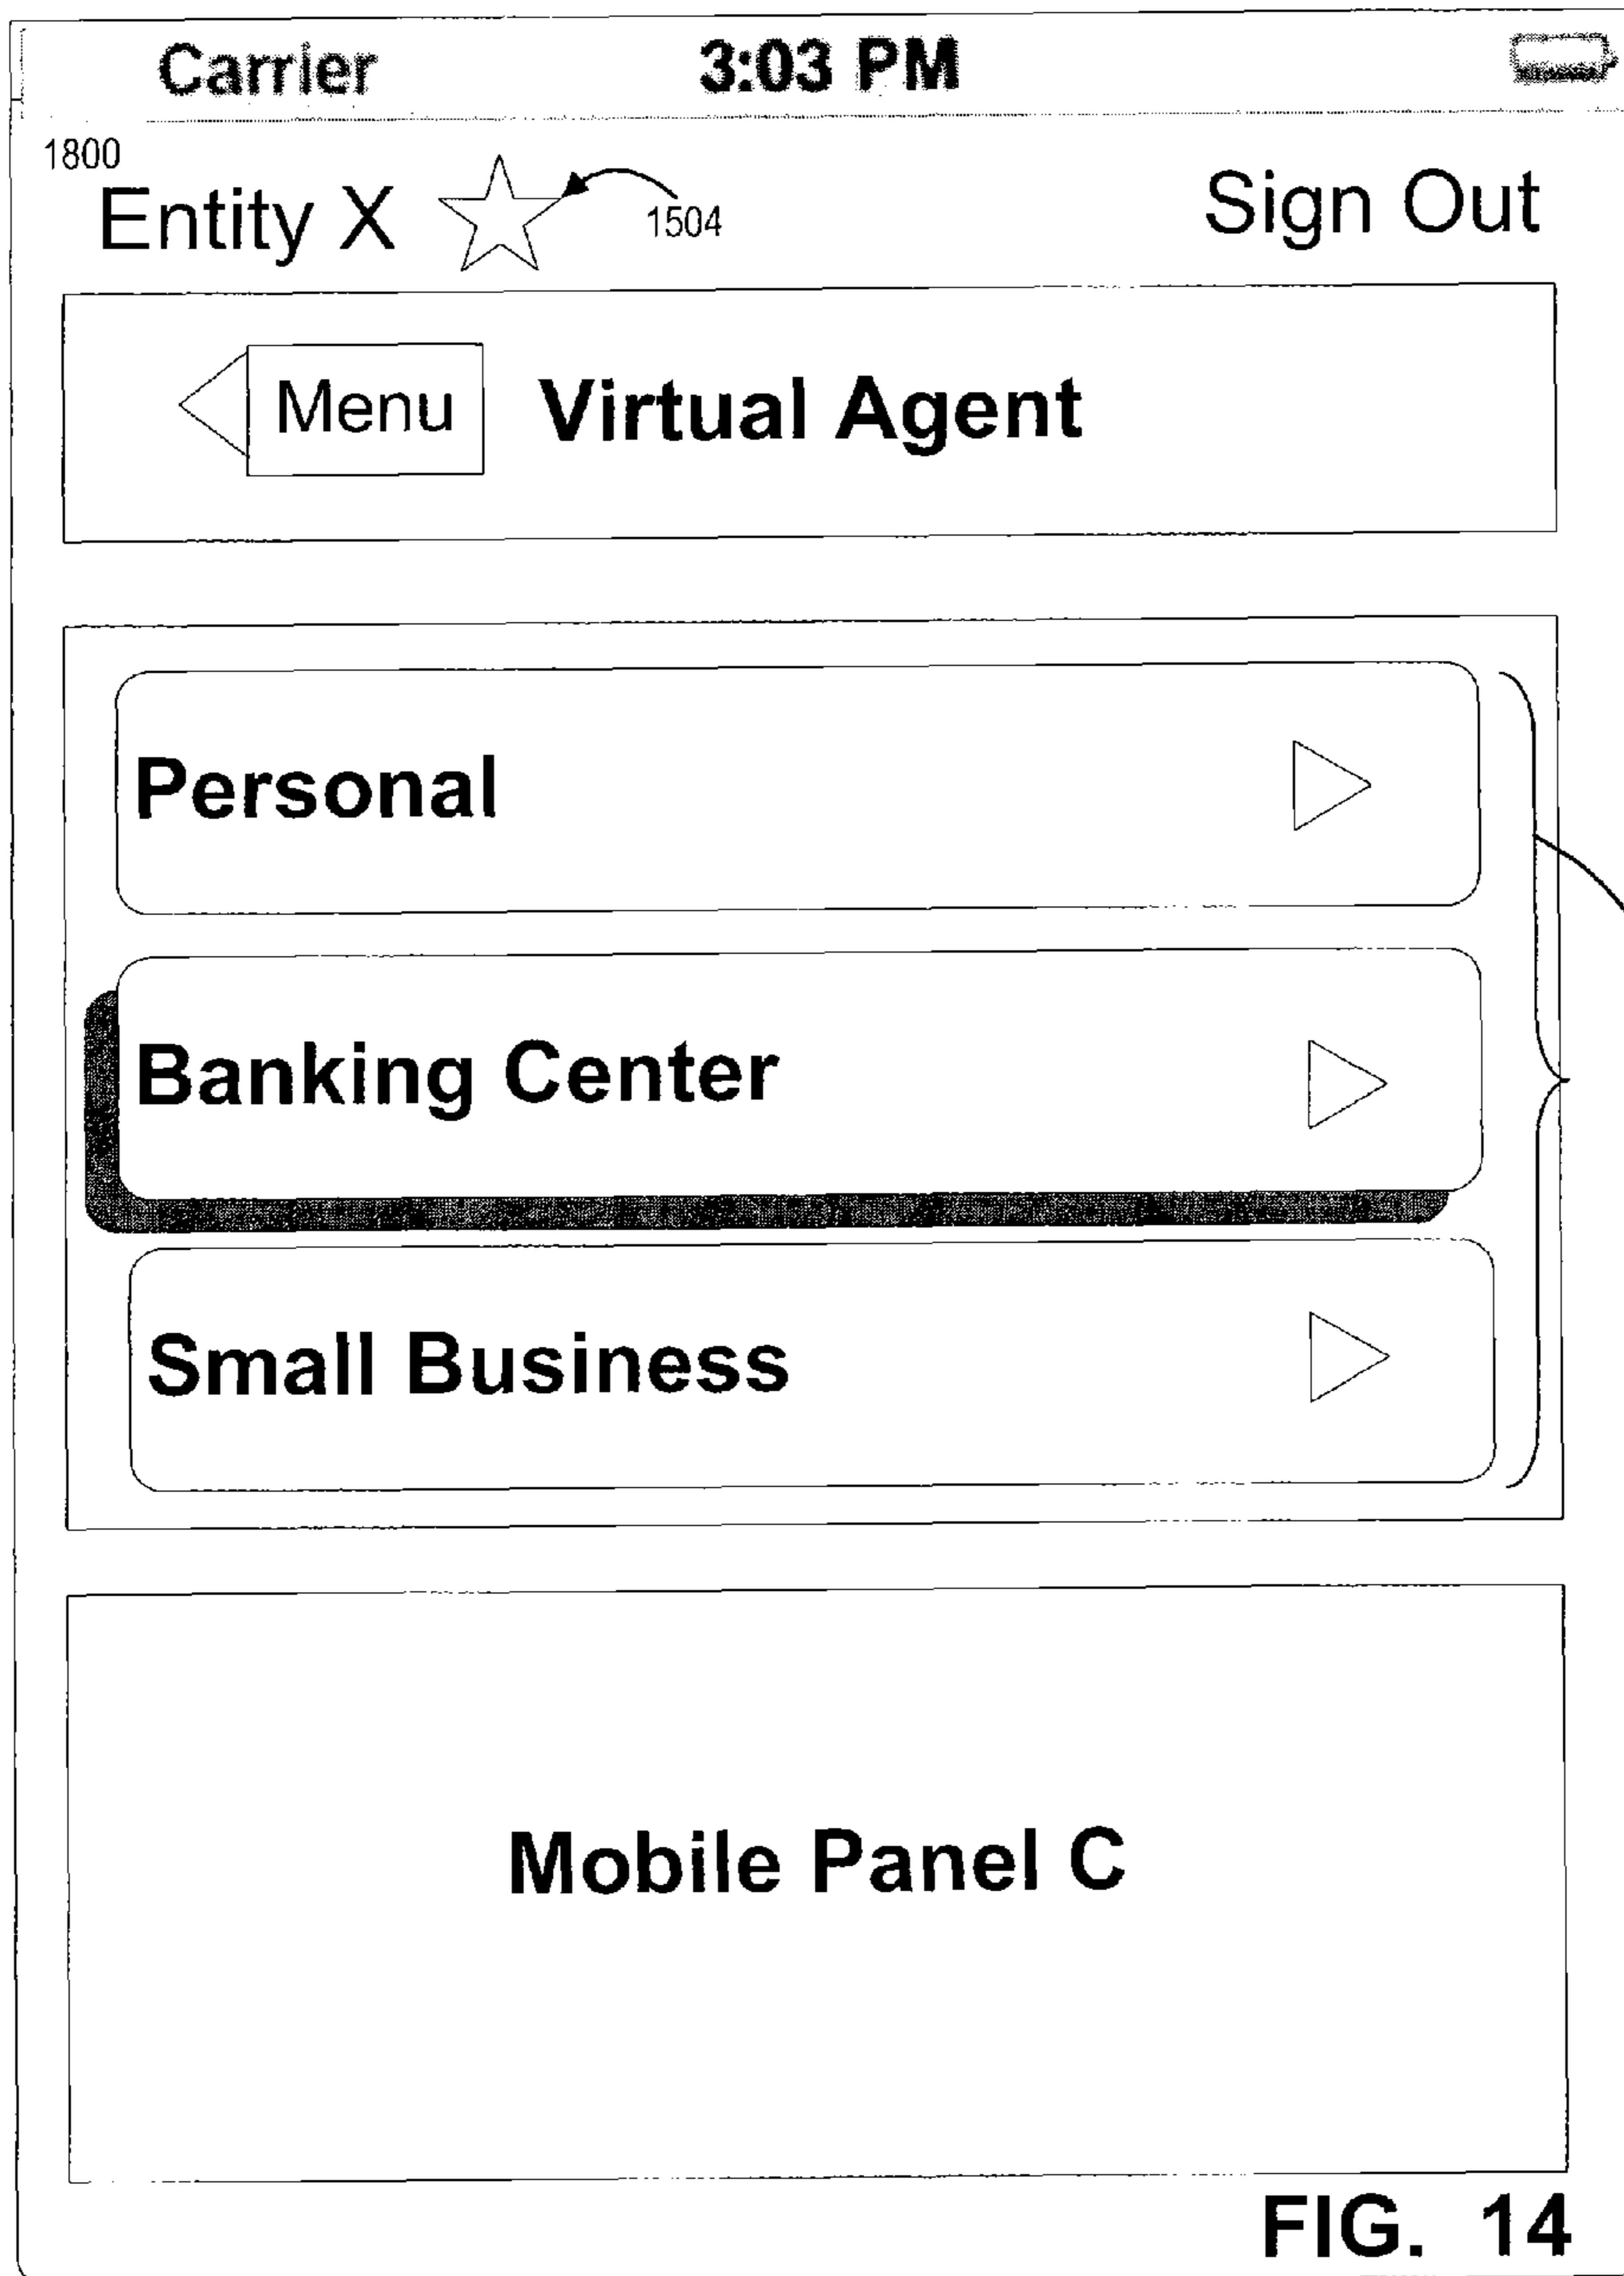 Carrier 3:03 PM
1800
Entity X 1504 Sign Out
Menu Virtual Agent
Personal
Banking Center
Small Business
Mobile Panel C
FIG. 14